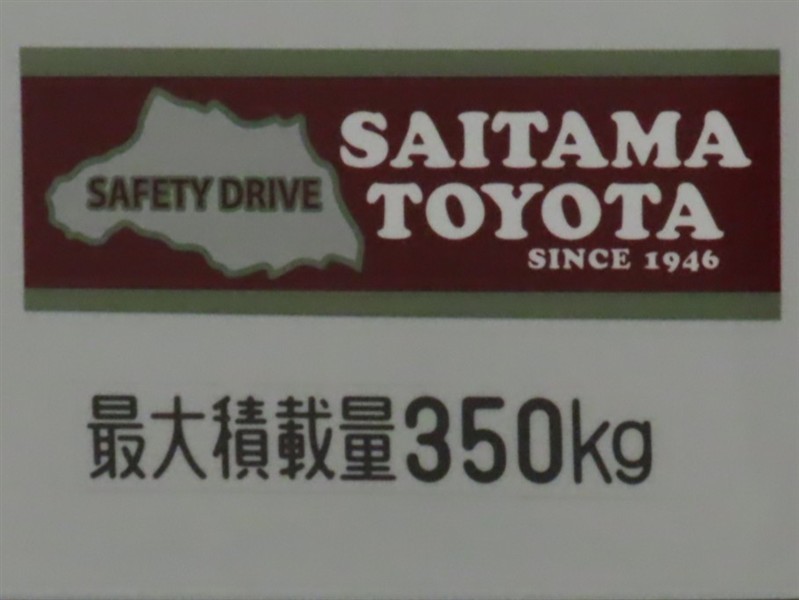 SAFETY DRIVE
SAITAMA
TOYOTA
SINCE 1946
最大積載量350kg